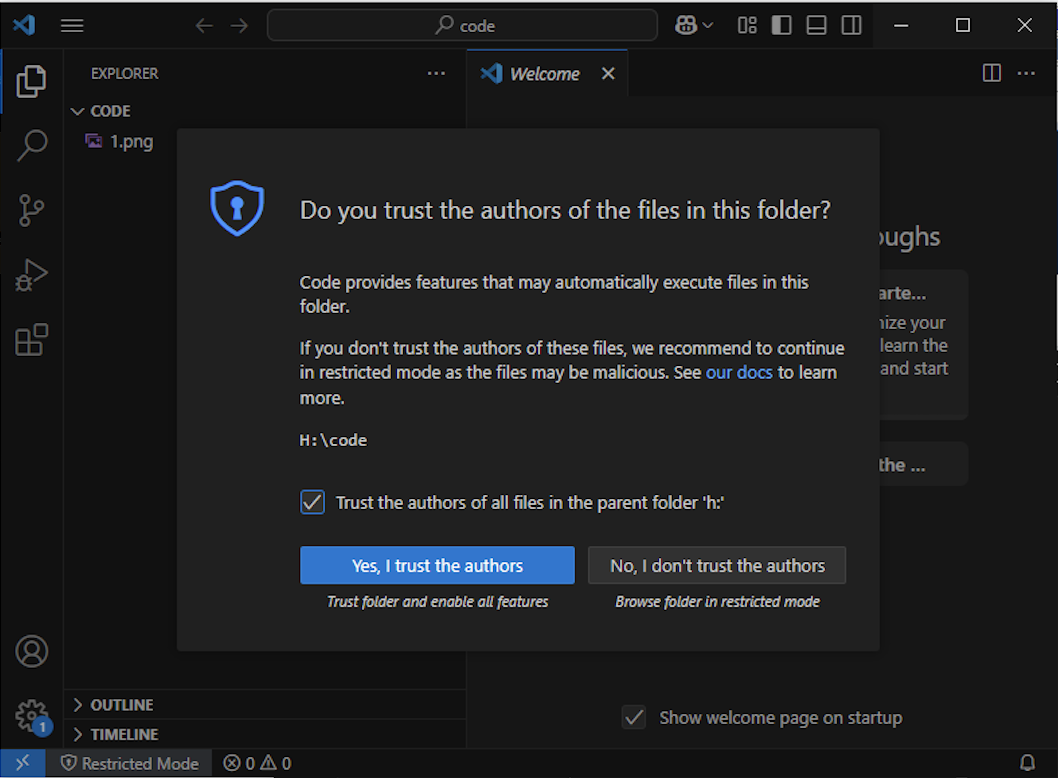 code
EXPLORER
Welcome
CODE
1.png
Do you trust the authors of the files in this folder?
Code provides features that may automatically execute files in this
folder.
If you don't trust the authors of these files, we recommend to continue
in restricted mode as the files may be malicious. See our docs to learn
more.
H:\code
Trust the authors of all files in the parent folder 'h:'
Yes, I trust the authors
No, I don't trust the authors
Trust folder and enable all features
Browse folder in restricted mode
your
learn the
and start
the ...
OUTLINE
Show welcome page on startup
1
TIMELINE
Restricted Mode
0
0